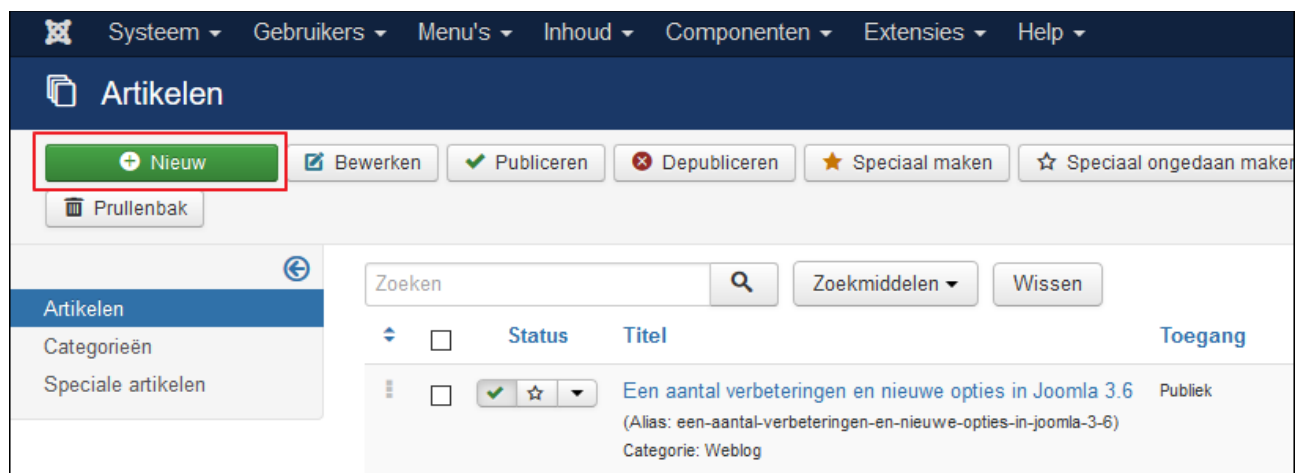 Systeem Gebruikers Menu's Inhoud Componenten Extensies Help
Artikelen
Nieuw Bewerken Publiceren Depubliceren Speciaal maken Speciaal ongedaan maken
Prullenbak
Zoeken Zoekmiddelen Wissen
Artikelen
Categorieën
Speciale artikelen
Status Titel Toegang
Een aantal verbeteringen en nieuwe opties in Joomla 3.6 Publiek
(Alias: een-aantal-verbeteringen-en-nieuwe-opties-in-joomla-3-6)
Categorie: Weblog